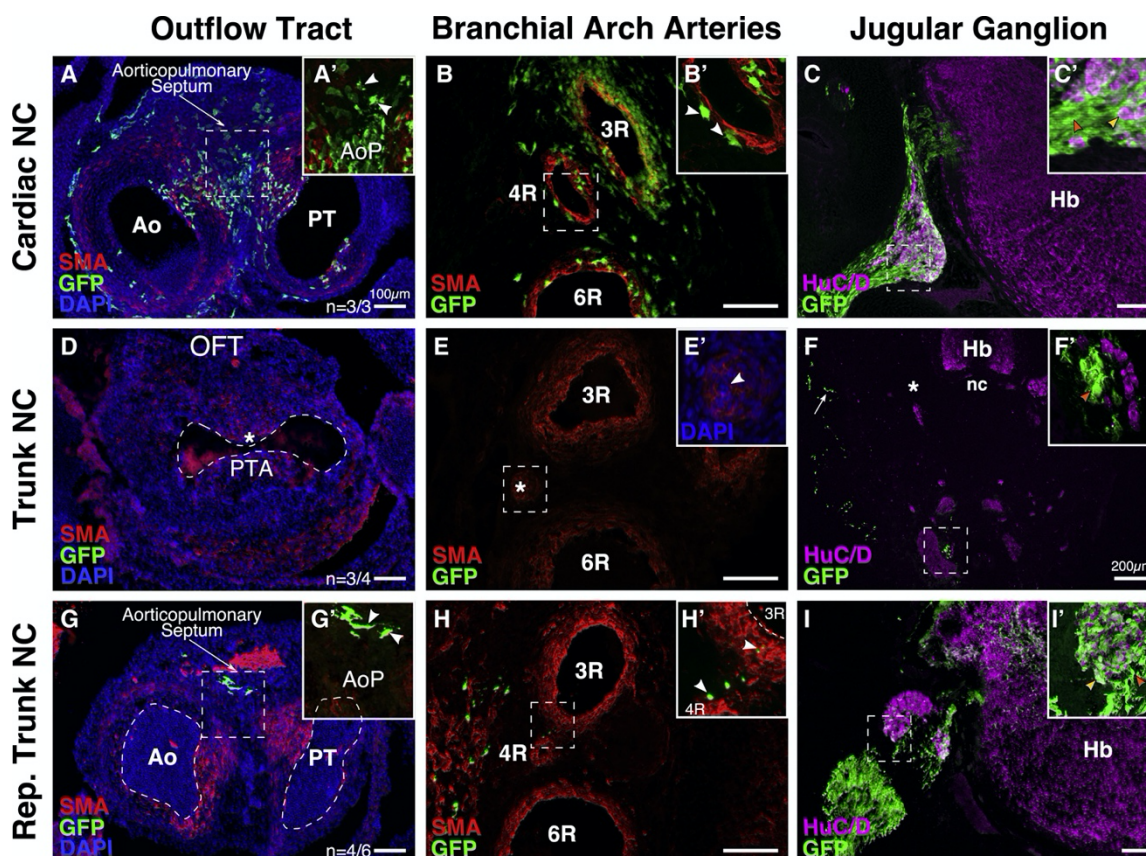 Outflow Tract
Branchial Arch Arteries
Jugular Ganglion
Cardiac NC
A
Aorticopulmonary
Septum
A'
AoP
Ao
PT
SMA
GFP
DAPI
100µm
n=3/3
B
B'
3R
4R
6R
SMA
GFP
C
C'
Hb
HuC/D
GFP
Trunk NC
D
OFT
*
PTA
SMA
GFP
DAPI
n=3/4
E
E'
3R
DAPI
*
6R
SMA
GFP
F
F'
Hb
nc
*
HuC/D
GFP
200µm
Rep. Trunk NC
G
Aorticopulmonary
Septum
G'
AoP
Ao
PT
SMA
GFP
DAPI
n=4/6
H
H'
3R
3R
4R
4R
6R
SMA
GFP
I
I'
Hb
HuC/D
GFP